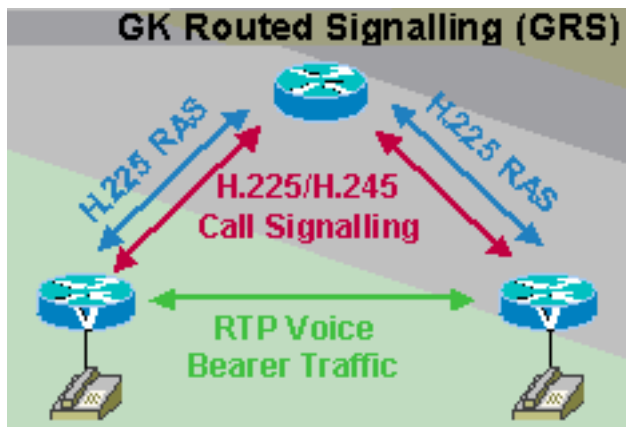 GK Routed Signalling (GRS)
H.225 RAS
H.225 RAS
H.225/H.245
Call Signalling
V
V
RTP Voice
Bearer Traffic